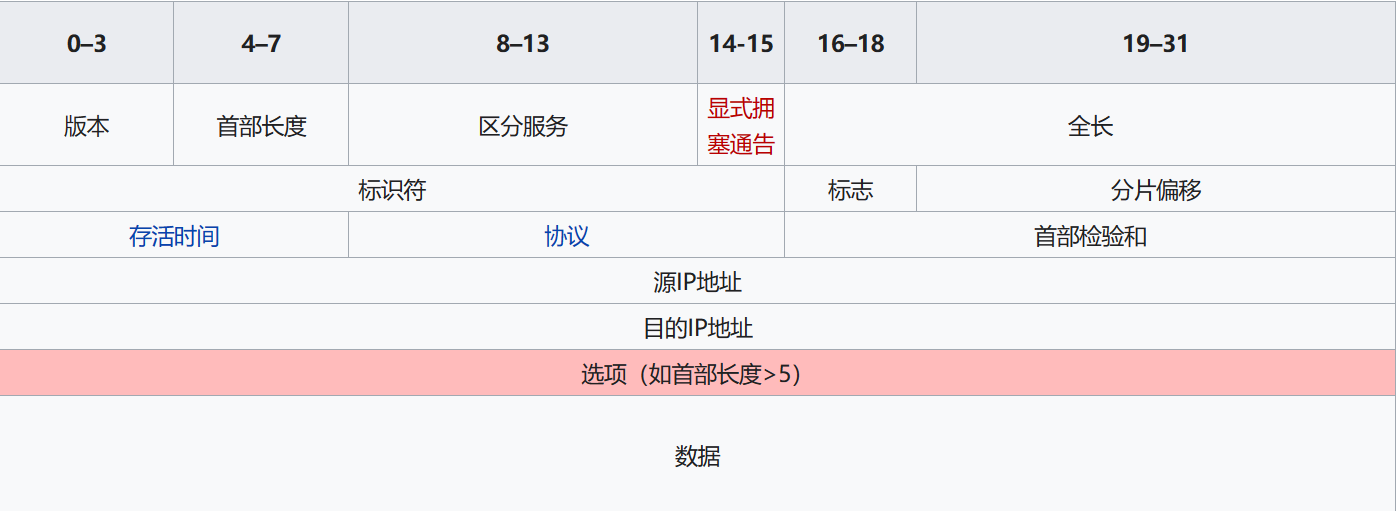 0–3 4–7 8–13 14-15 16–18 19–31
版本 首部长度 区分服务 显式拥塞通告 全长
标识符 标志 分片偏移
存活时间 协议 首部检验和
源IP地址
目的IP地址
选项（如首部长度>5）
数据